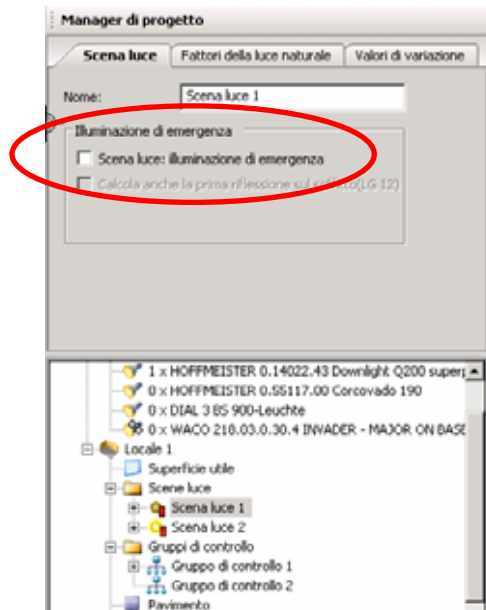 Manager di progetto
Scena luce Fattori della luce naturale Valori di variazione
Nome: Scena luce 1
Illuminazione di emergenza
Scena luce: illuminazione di emergenza
Calcola anche la prima riflessione sul soffitto(LG 12)
1 x HOFFMEISTER 0.14022.43 Downlight Q200 super
0 x HOFFMEISTER 0.55117.00 Corcovado 190
0 x DIAL 3 BS 900-Leuchte
0 x WACO 218.03.0.30.4 INVADER - MAJOR ON BASE
Locale 1
Superficie utile
Scene luce
Scena luce 1
Scena luce 2
Gruppi di controllo
Gruppo di controllo 1
Gruppo di controllo 2
Pavimento